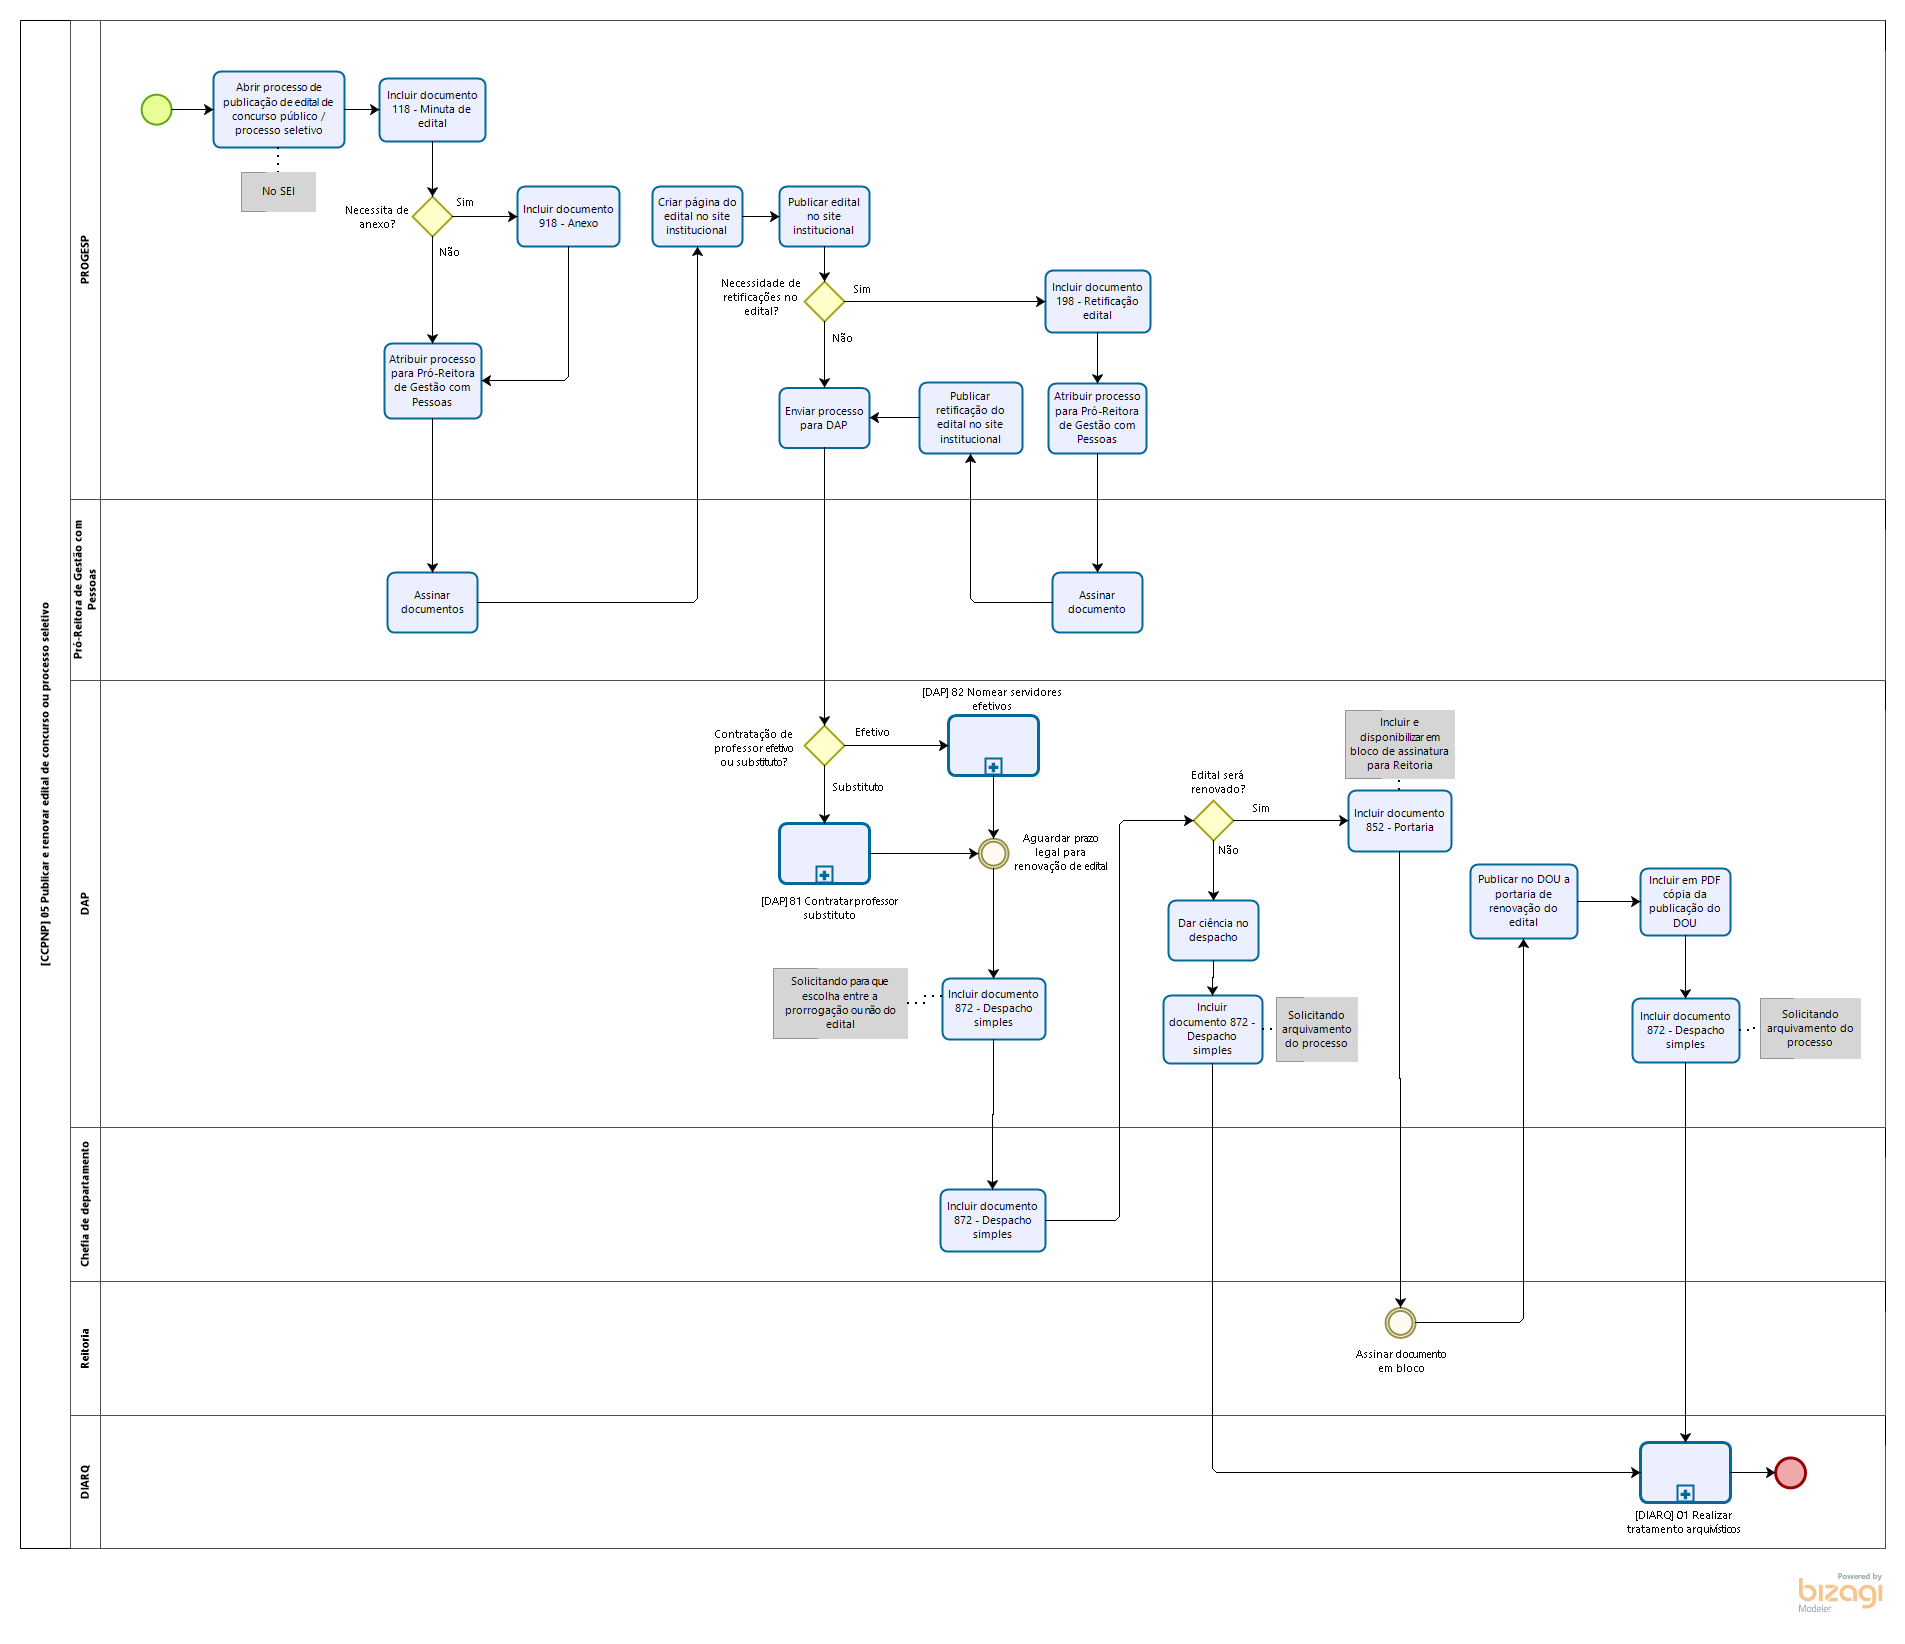 [CCPNP] 05 Publicar e renovar edital de concurso ou processo seletivo
PROGESP
Abrir processo de
publicação de edital de
concurso público /
processo seletivo
No SEI
Incluir documento
118 - Minuta de
edital
Necessita de
anexo?
Sim
Não
Incluir documento
918 - Anexo
Atribuir processo
para Pró-Reitora
de Gestão com
Pessoas
Criar página do
edital no site
institucional
Publicar edital
no site
institucional
Necessidade de
retificações no
edital?
Sim
Não
Incluir documento
198 - Retificação
edital
Enviar processo
para DAP
Publicar
retificação do
edital no site
institucional
Atribuir processo
para Pró-Reitora
de Gestão com
Pessoas
Pró-Reitora de Gestão com
Pessoas
Assinar
documentos
Assinar
documento
DAP
Contratação de
professor efetivo
ou substituto?
Efetivo
Substituto
[DAP] 82 Nomear servidores
efetivos
[DAP] 81 Contratar professor
substituto
Aguardar prazo
legal para
renovação de edital
Solicitando para que
escolha entre a
prorrogação ou não do
edital
Incluir documento
872 - Despacho
simples
Edital será
renovado?
Sim
Não
Incluir e
disponibilizar em
bloco de assinatura
para Reitoria
Incluir documento
852 - Portaria
Dar ciência no
despacho
Incluir
documento 872 -
Despacho
simples
Solicitando
arquivamento
do processo
Publicar no DOU a
portaria de
renovação do
edital
Incluir em PDF
cópia da
publicação do
DOU
Incluir documento
872 - Despacho
simples
Solicitando
arquivamento do
processo
Chefia de departamento
Incluir documento
872 - Despacho
simples
Reitoria
Assinar documento
em bloco
DIARQ
[DIARQ] 01 Realizar
tratamento arquivísticos
Powered by
bizagi
Modeler